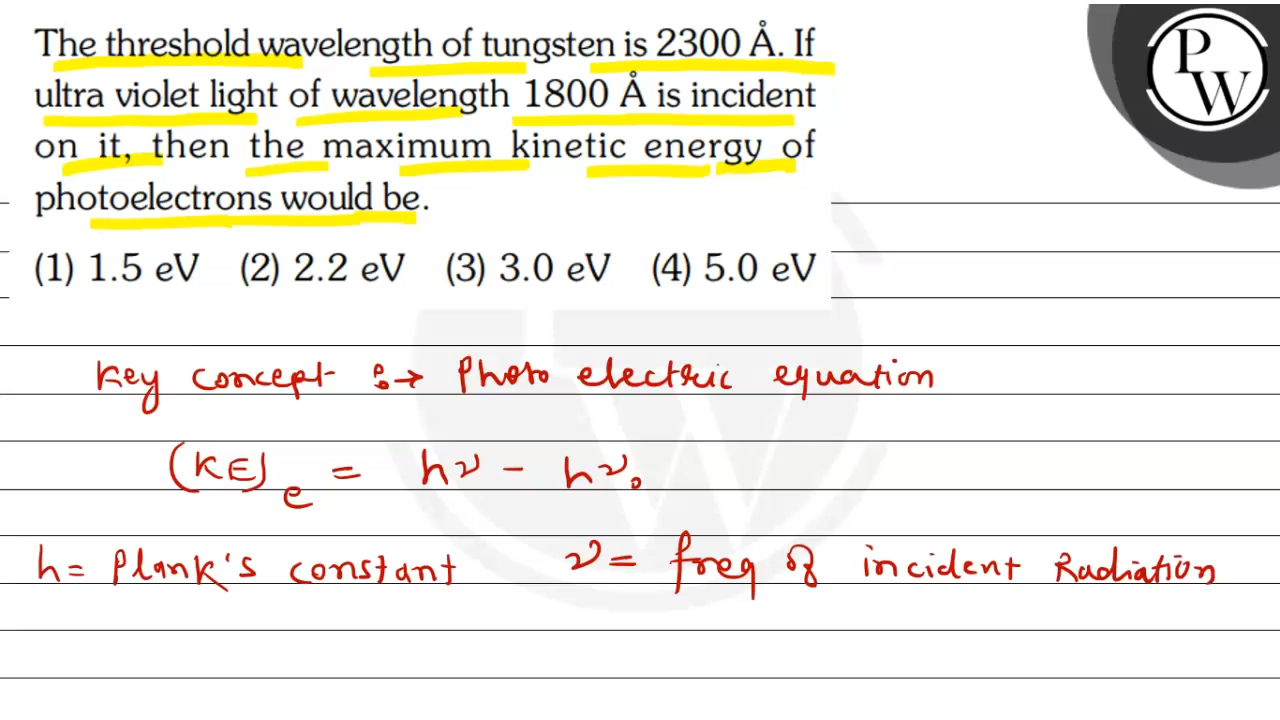 The threshold wavelength of tungsten is 2300 Å. If
ultra violet light of wavelength 1800 Å is incident
on it, then the maximum kinetic energy of
photoelectrons would be.
(1) 1.5 eV (2) 2.2 eV (3) 3.0 eV (4) 5.0 eV
PW
Key concept :→ Photo electric equation
(KE)e = hν - hν₀
h = Plank's constant ν = freq of incident Radiation